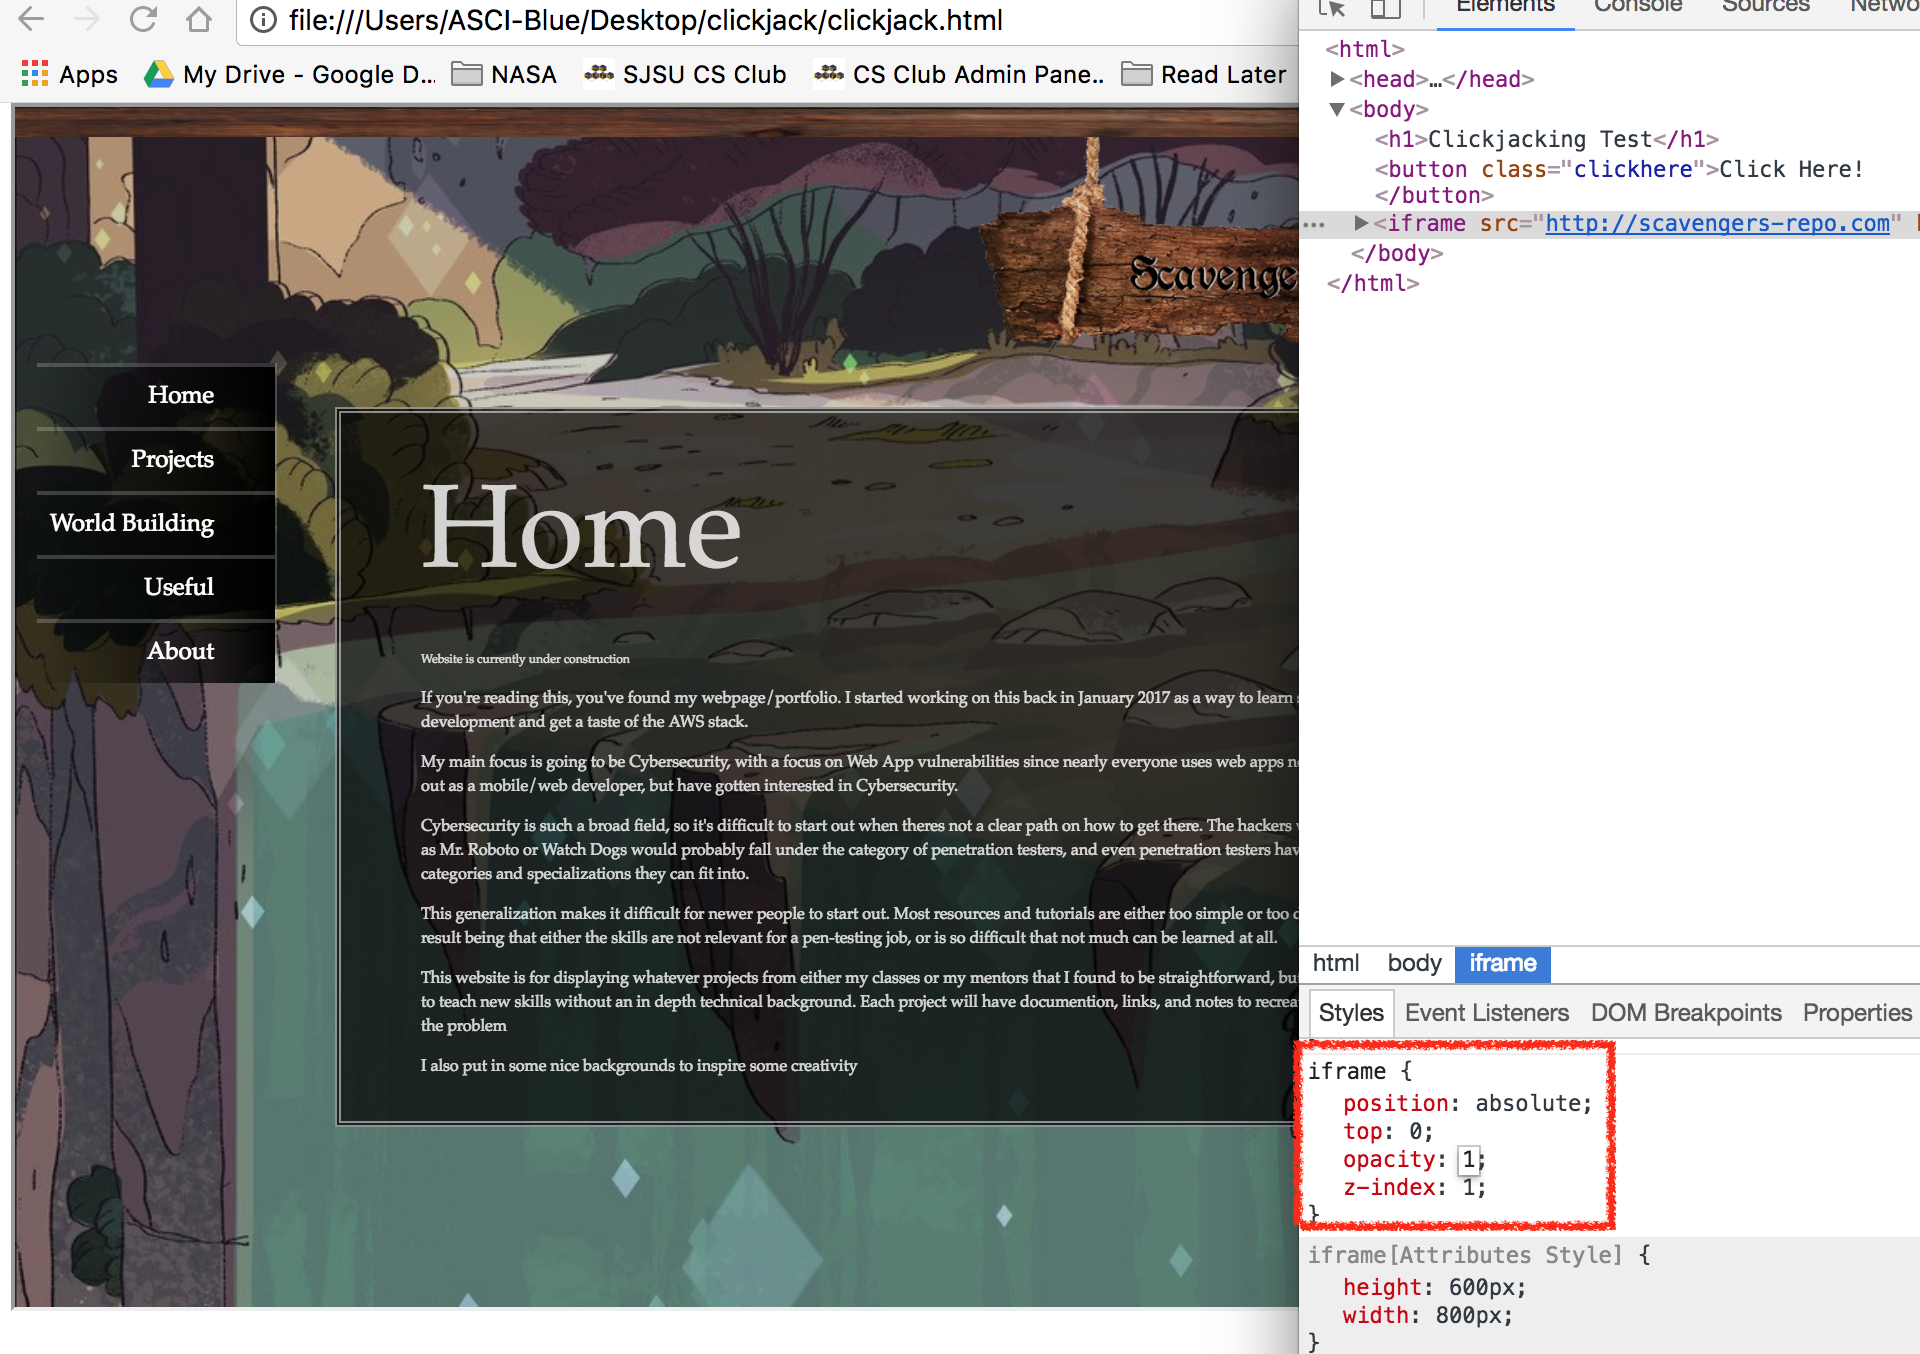 file:///Users/ASCI-Blue/Desktop/clickjack/clickjack.html
Apps My Drive - Google D... NASA SJSU CS Club CS Club Admin Pane.. Read Later
Scavenge
Home
Projects
World Building
Useful
About
Home
Website is currently under construction
If you're reading this, you've found my webpage/portfolio. I started working on this back in January 2017 as a way to learn
development and get a taste of the AWS stack.
My main focus is going to be Cybersecurity, with a focus on Web App vulnerabilities since nearly everyone uses web apps
out as a mobile/web developer, but have gotten interested in Cybersecurity.
Cybersecurity is such a broad field, so it's difficult to start out when theres not a clear path on how to get there. The hackers
as Mr. Roboto or Watch Dogs would probably fall under the category of penetration testers, and even penetration testers hav
categories and specializations they can fit into.
This generalization makes it difficult for newer people to start out. Most resources and tutorials are either too simple or too
result being that either the skills are not relevant for a pen-testing job, or is so difficult that not much can be learned at all.
This website is for displaying whatever projects from either my classes or my mentors that I found to be straightforward, bu
to teach new skills without an in depth technical background. Each project will have documention, links, and notes to recrea
the problem
I also put in some nice backgrounds to inspire some creativity
Elements Console Sources Netwo
<html>
<head>…</head>
<body>
<h1>Clickjacking Test</h1>
<button class="clickhere">Click Here!
</button>
<iframe src="http://scavengers-repo.com"
</body>
</html>
html body iframe
Styles Event Listeners DOM Breakpoints Properties
iframe {
position: absolute;
top: 0;
opacity: 1;
z-index: 1;
}
iframe[Attributes Style] {
height: 600px;
width: 800px;
}